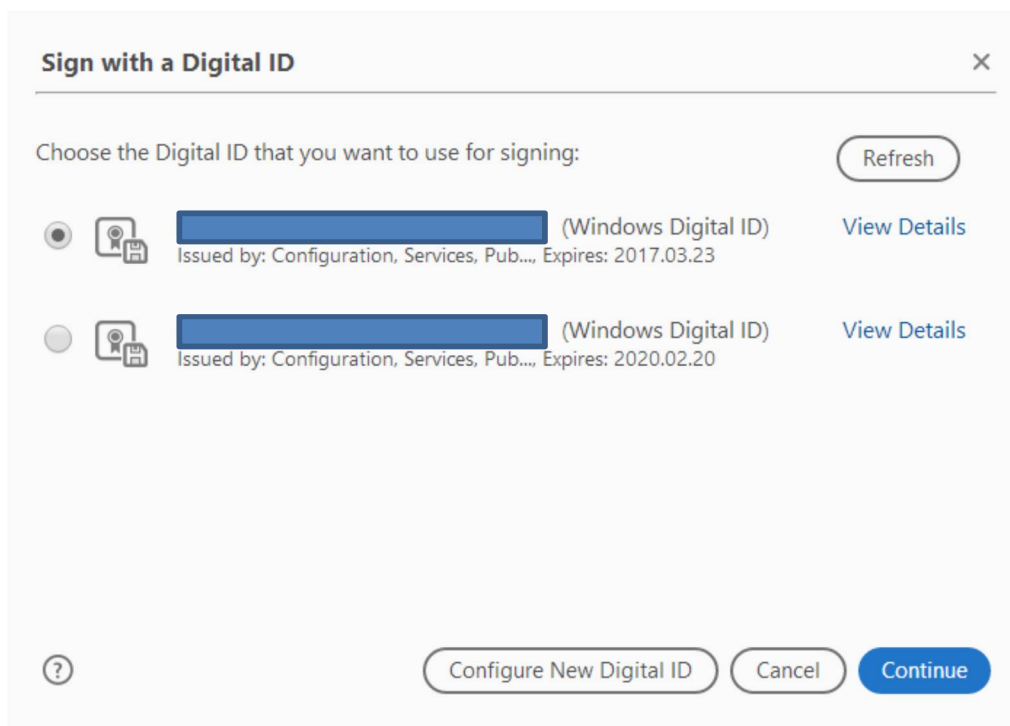 Sign with a Digital ID
Choose the Digital ID that you want to use for signing:
Refresh
(Windows Digital ID)
View Details
Issued by: Configuration, Services, Pub..., Expires: 2017.03.23
(Windows Digital ID)
View Details
Issued by: Configuration, Services, Pub..., Expires: 2020.02.20
?
Configure New Digital ID
Cancel
Continue